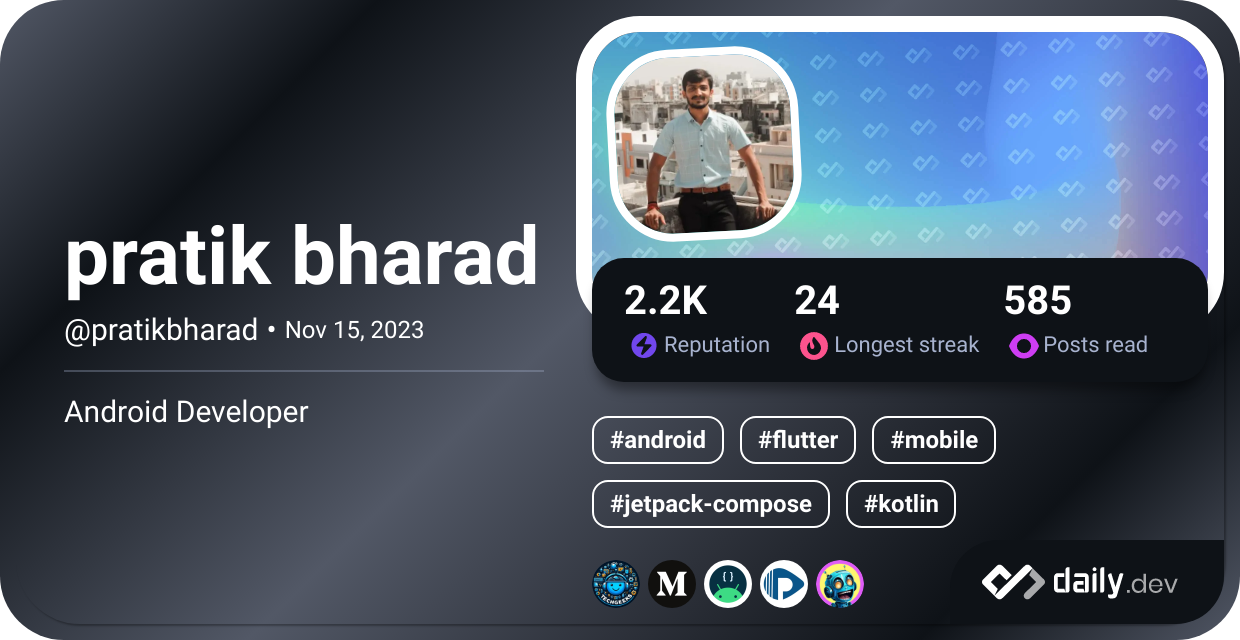 pratik bharad
@pratikbharad • Nov 15, 2023
Android Developer
2.2K 24 585
Reputation Longest streak Posts read
#android #flutter #mobile
#jetpack-compose #kotlin
TECHGEEKS M { }
daily.dev